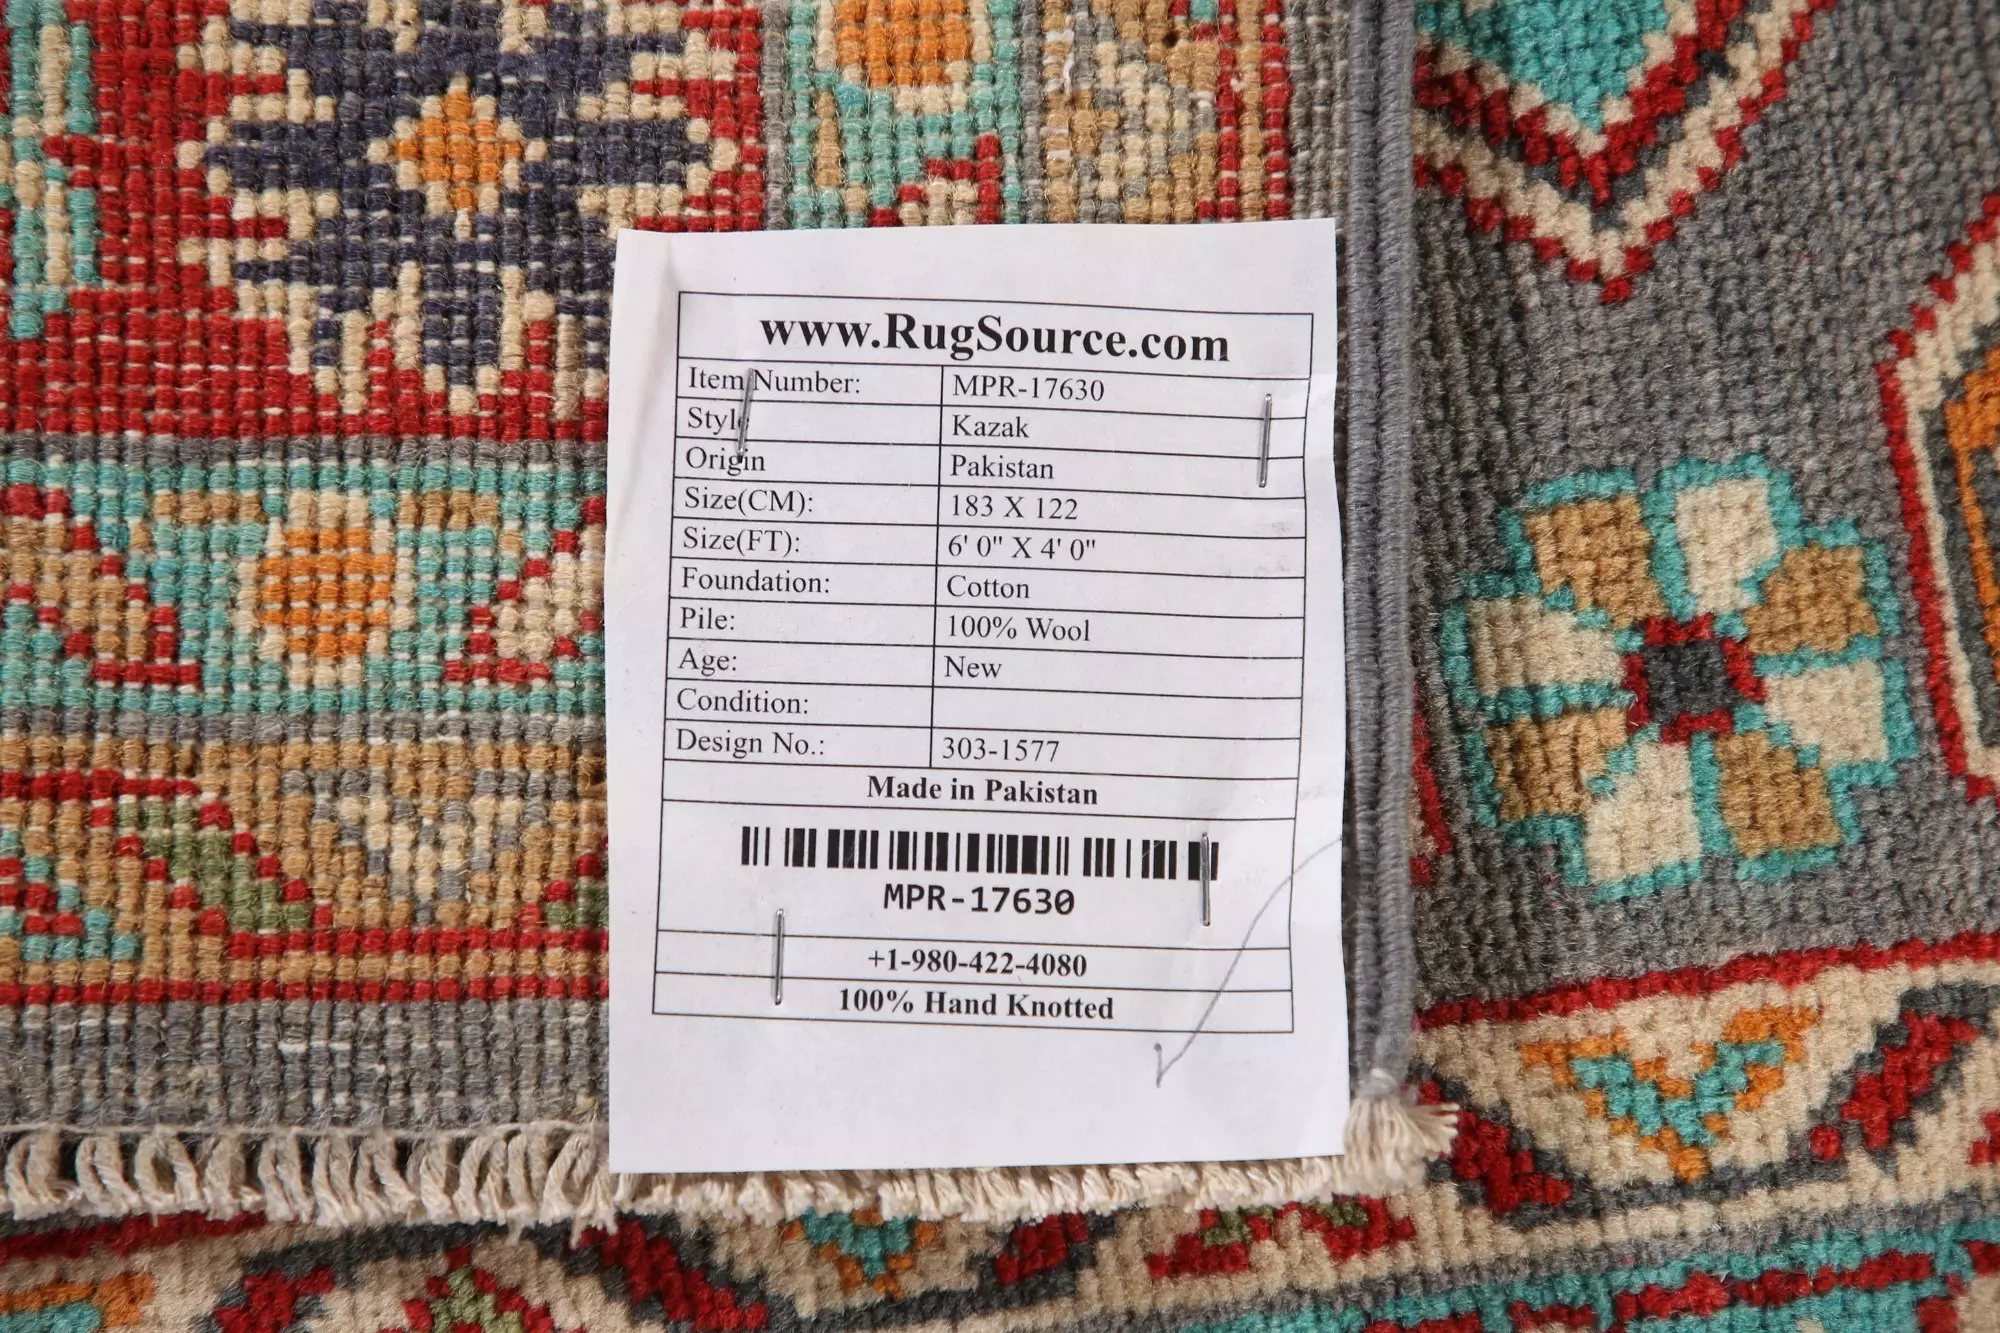 www.RugSource.com
Item Number: MPR-17630
Style Kazak
Origin Pakistan
Size(CM): 183 X 122
Size(FT): 6' 0" X 4' 0"
Foundation: Cotton
Pile: 100% Wool
Age: New
Condition:
Design No.: 303-1577
Made in Pakistan
MPR-17630
+1-980-422-4080
100% Hand Knotted